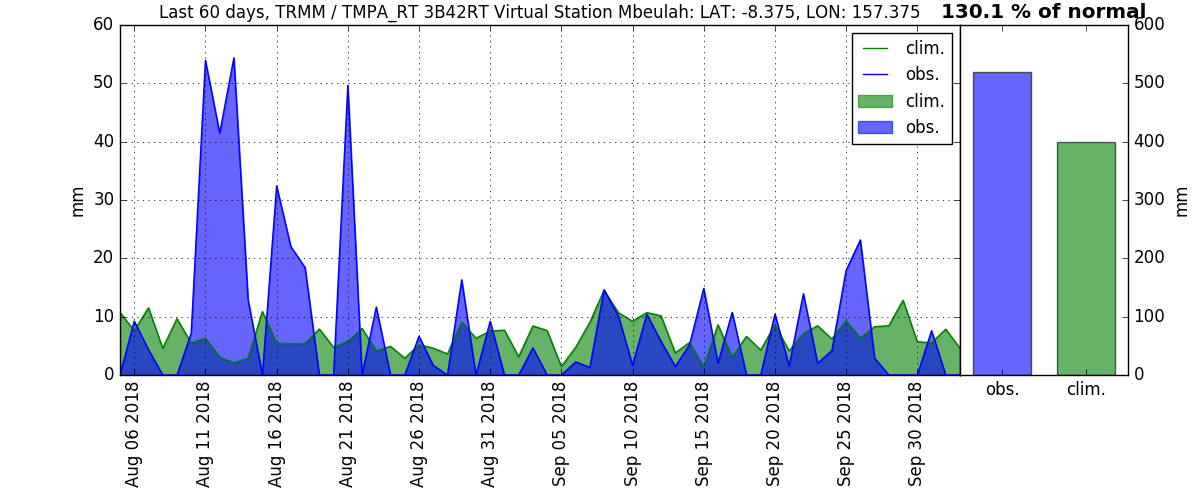 Last 60 days, TRMM / TMPA_RT 3B42RT Virtual Station Mbeulah: LAT: -8.375, LON: 157.375
130.1 % of normal
60
50
40
30
20
10
0
mm
clim.
obs.
clim.
obs.
Aug 06 2018
Aug 11 2018
Aug 16 2018
Aug 21 2018
Aug 26 2018
Aug 31 2018
Sep 05 2018
Sep 10 2018
Sep 15 2018
Sep 20 2018
Sep 25 2018
Sep 30 2018
600
500
400
300
200
100
0
mm
obs.
clim.